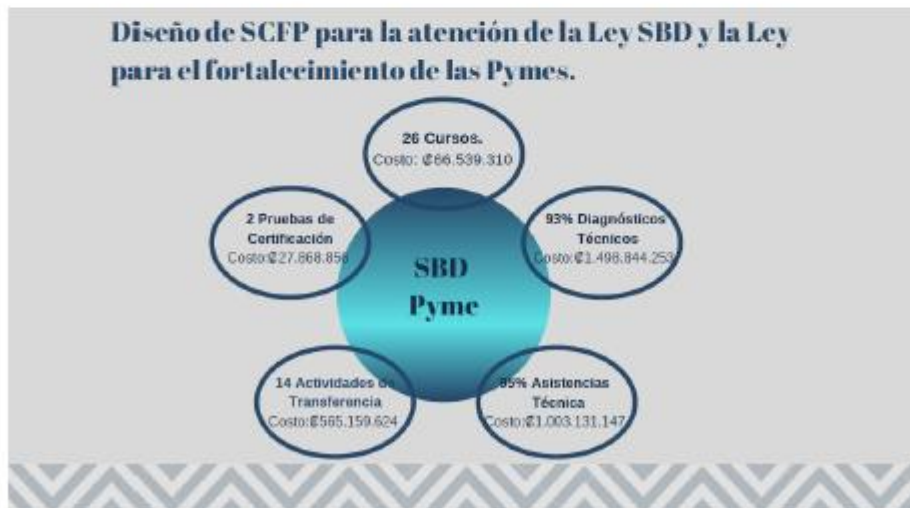 Diseño de SCFP para la atención de la Ley SBD y la Ley
para el fortalecimiento de las Pymes.
26 Cursos.
Costo: ₡66.539.310
2 Pruebas de
Certificación
Costo:₡27.868.856
93% Diagnósticos
Técnicos
Costo:₡1.498.844.253
SBD
Pyme
14 Actividades de
Transferencia
Costo:₡565.159.624
95% Asistencias
Técnica
Costo:₡1.003.131.147